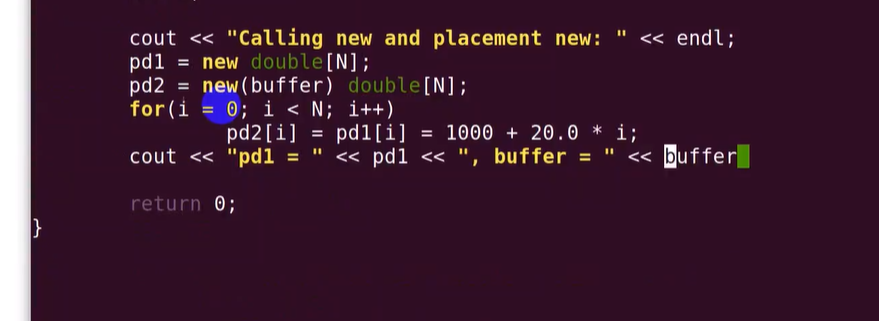 cout << "Calling new and placement new: " << endl;
pd1 = new double[N];
pd2 = new(buffer) double[N];
for(i = 0; i < N; i++)
pd2[i] = pd1[i] = 1000 + 20.0 * i;
cout << "pd1 = " << pd1 << ", buffer = " << buffer
return 0;
}